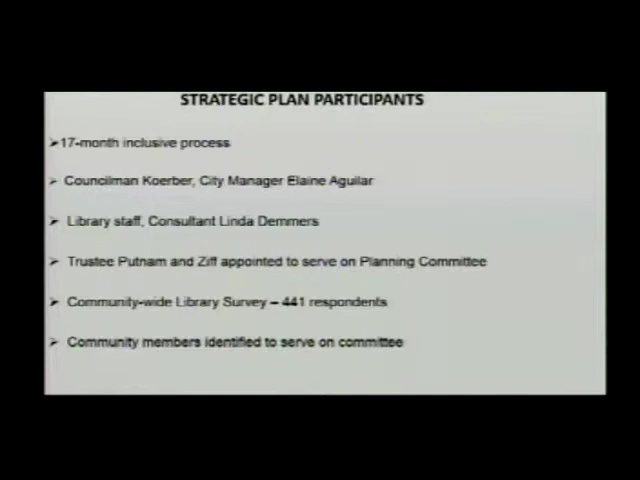 STRATEGIC PLAN PARTICIPANTS
➢17-month inclusive process
➢ Councilman Koerber, City Manager Elaine Aguilar
➢ Library staff, Consultant Linda Demmers
➢ Trustee Putnam and Ziff appointed to serve on Planning Committee
➢ Community-wide Library Survey – 441 respondents
➢ Community members identified to serve on committee